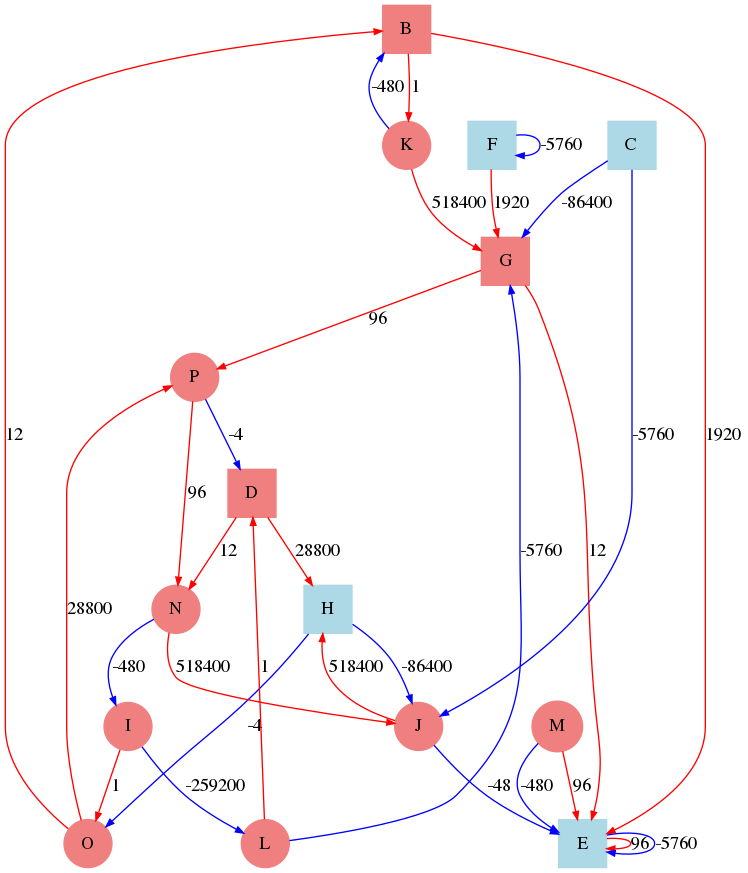 B
-480 1
K F -5760 C
518400 1920 -86400
G
96
P
12 -4 -5760 1920
96 D
12 28800 -5760 12
28800 N H
-480 518400 1 518400 -86400
I -4 J M
1 -259200 -48 -480 96
O L E 96 -5760